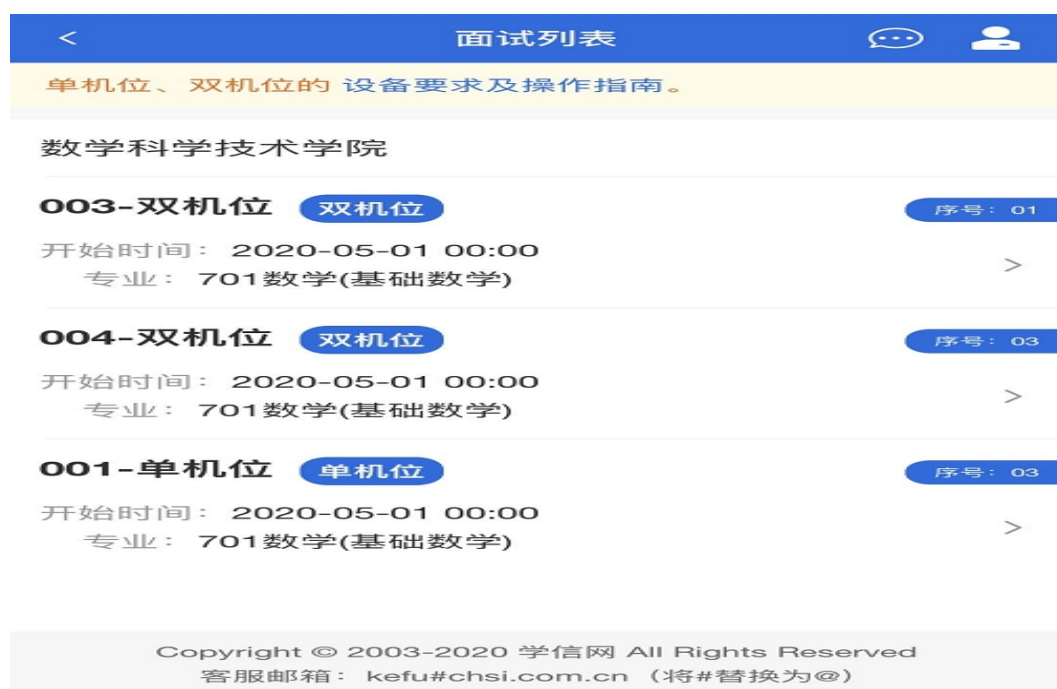 < 面试列表
单机位、双机位的 设备要求及操作指南。
数学科学技术学院
003-双机位 双机位 序号：01
开始时间：2020-05-01 00:00 >
专业：701数学(基础数学)
004-双机位 双机位 序号：03
开始时间：2020-05-01 00:00 >
专业：701数学(基础数学)
001-单机位 单机位 序号：03
开始时间：2020-05-01 00:00 >
专业：701数学(基础数学)
Copyright © 2003-2020 学信网 All Rights Reserved
客服邮箱：kefu#chsi.com.cn （将#替换为@）